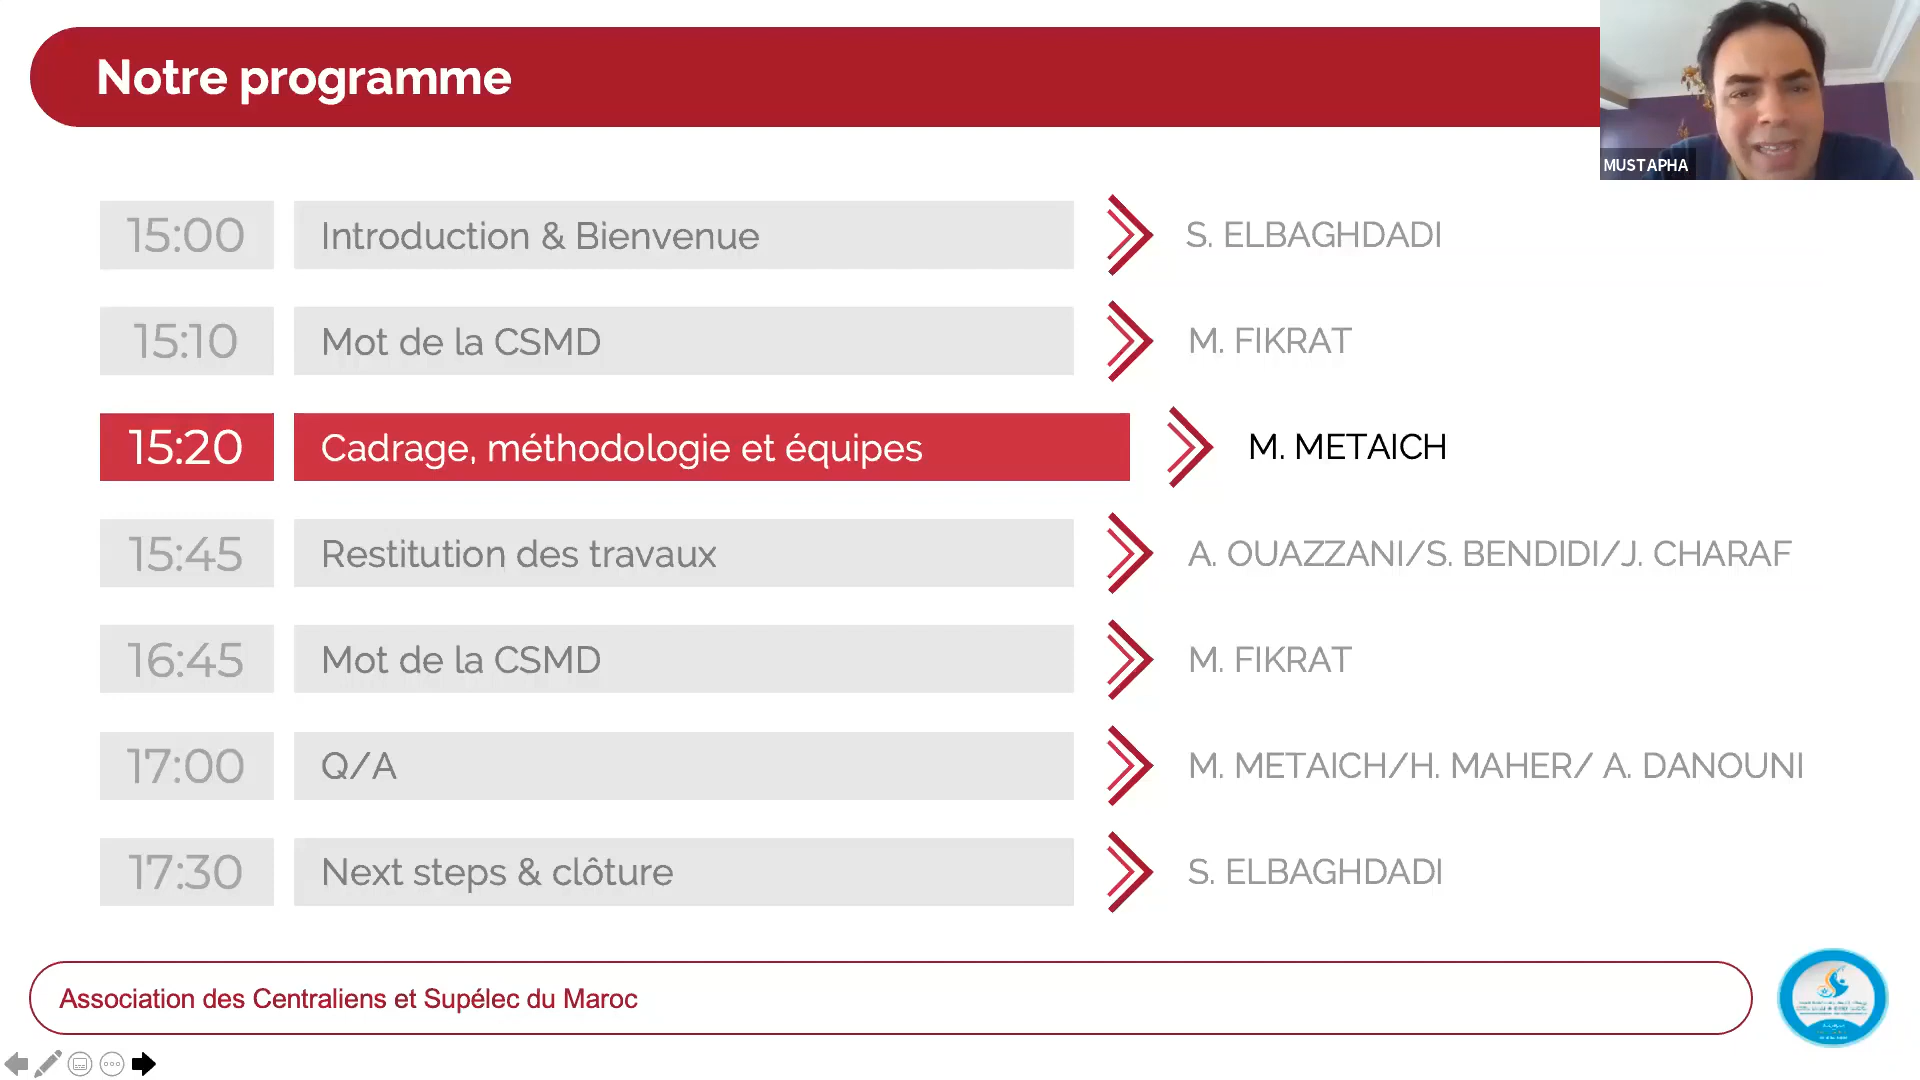 Notre programme
MUSTAPHA
15:00 Introduction & Bienvenue S. ELBAGHDADI
15:10 Mot de la CSMD M. FIKRAT
15:20 Cadrage, méthodologie et équipes M. METAICH
15:45 Restitution des travaux A. OUAZZANI/S. BENDIDI/J. CHARAF
16:45 Mot de la CSMD M. FIKRAT
17:00 Q/A M. METAICH/H. MAHER/ A. DANOUNI
17:30 Next steps & clôture S. ELBAGHDADI
Association des Centraliens et Supélec du Maroc